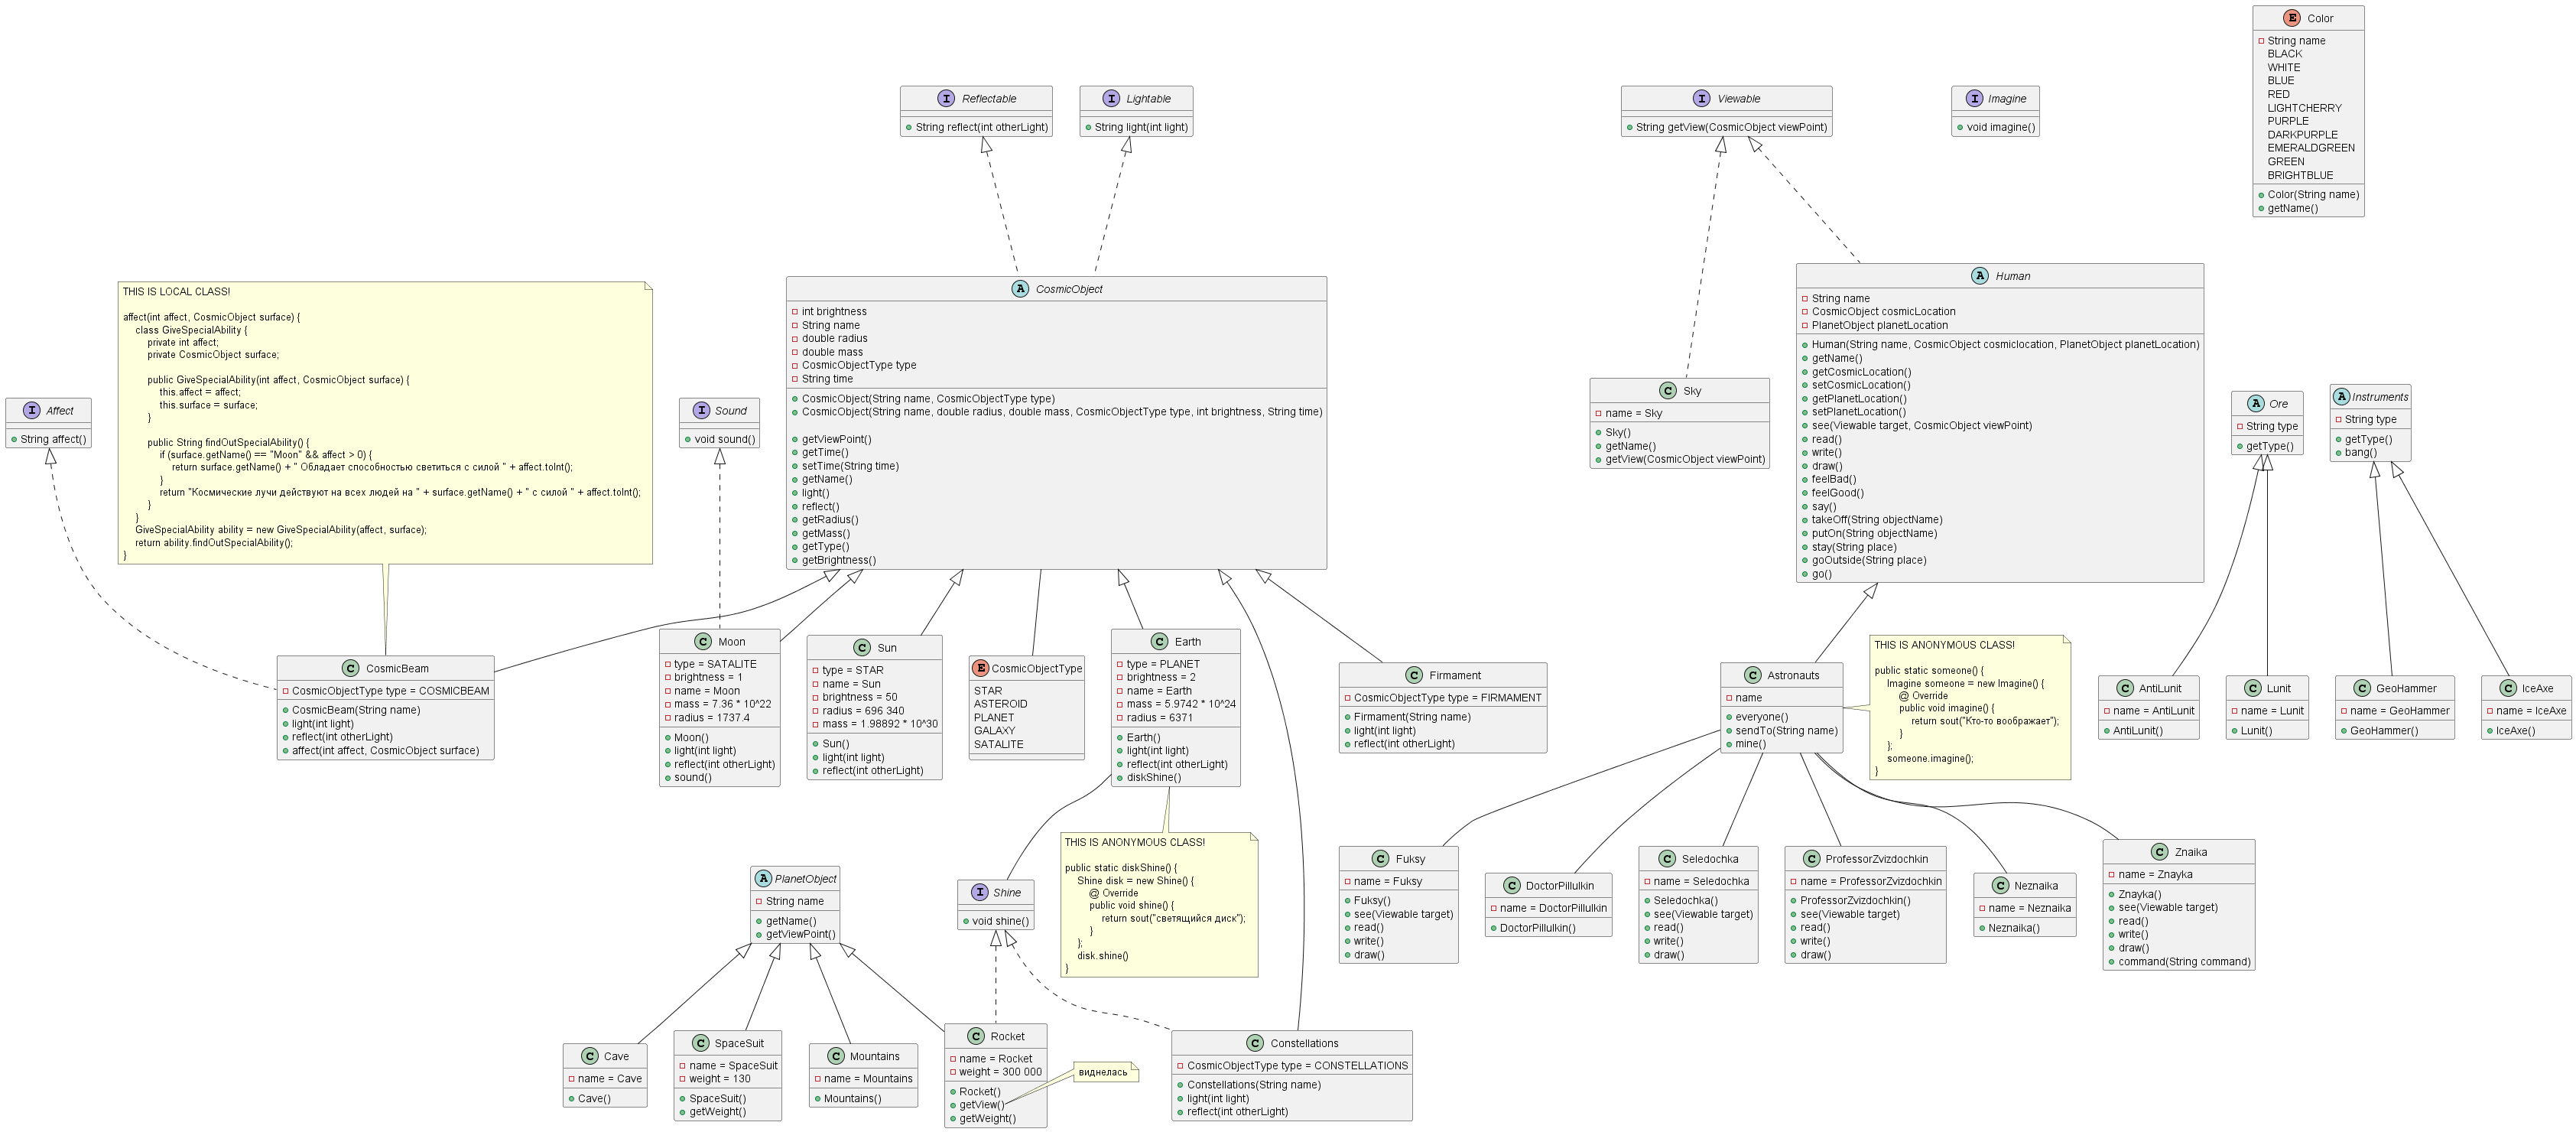 Color
String name
BLACK
WHITE
BLUE
RED
LIGHTCHERRY
PURPLE
DARKPURPLE
EMERALDGREEN
GREEN
BRIGHTBLUE
Color(String name)
getName()
Reflectable
String reflect(int otherLight)
Lightable
String light(int light)
Viewable
String getView(CosmicObject viewPoint)
Imagine
void imagine()
THIS IS LOCAL CLASS!
affect(int affect, CosmicObject surface) {
class GiveSpecialAbility {
private int affect;
private CosmicObject surface;
public GiveSpecialAbility(int affect, CosmicObject surface) {
this.affect = affect;
this.surface = surface;
}
public String findOutSpecialAbility() {
if (surface.getName() == "Moon" && affect > 0) {
return surface.getName() + " Обладает способностью светиться с силой " + affect.toInt();
}
return "Космические лучи действуют на всех людей на " + surface.getName() + " с силой " + affect.toInt();
}
}
GiveSpecialAbility ability = new GiveSpecialAbility(affect, surface);
return ability.findOutSpecialAbility();
}
Affect
String affect()
Sound
void sound()
CosmicObject
int brightness
String name
double radius
double mass
CosmicObjectType type
String time
CosmicObject(String name, CosmicObjectType type)
CosmicObject(String name, double radius, double mass, CosmicObjectType type, int brightness, String time)
getViewPoint()
getTime()
setTime(String time)
getName()
light()
reflect()
getRadius()
getMass()
getType()
getBrightness()
Sky
name = Sky
Sky()
getName()
getView(CosmicObject viewPoint)
Human
String name
CosmicObject cosmicLocation
PlanetObject planetLocation
Human(String name, CosmicObject cosmiclocation, PlanetObject planetLocation)
getName()
getCosmicLocation()
setCosmicLocation()
getPlanetLocation()
setPlanetLocation()
see(Viewable target, CosmicObject viewPoint)
read()
write()
draw()
feelBad()
feelGood()
say()
takeOff(String objectName)
putOn(String objectName)
stay(String place)
goOutside(String place)
go()
Ore
String type
getType()
Instruments
String type
getType()
bang()
CosmicBeam
CosmicObjectType type = COSMICBEAM
CosmicBeam(String name)
light(int light)
reflect(int otherLight)
affect(int affect, CosmicObject surface)
Moon
type = SATALITE
brightness = 1
name = Moon
mass = 7.36 * 10^22
radius = 1737.4
Moon()
light(int light)
reflect(int otherLight)
sound()
Sun
type = STAR
name = Sun
brightness = 50
radius = 696 340
mass = 1.98892 * 10^30
Sun()
light(int light)
reflect(int otherLight)
CosmicObjectType
STAR
ASTEROID
PLANET
GALAXY
SATALITE
Earth
type = PLANET
brightness = 2
name = Earth
mass = 5.9742 * 10^24
radius = 6371
Earth()
light(int light)
reflect(int otherLight)
diskShine()
Firmament
CosmicObjectType type = FIRMAMENT
Firmament(String name)
light(int light)
reflect(int otherLight)
Astronauts
name
everyone()
sendTo(String name)
mine()
THIS IS ANONYMOUS CLASS!
public static someone() {
Imagine someone = new Imagine() {
@ Override
public void imagine() {
return sout("Кто-то воображает");
}
};
someone.imagine();
}
AntiLunit
name = AntiLunit
AntiLunit()
Lunit
name = Lunit
Lunit()
GeoHammer
name = GeoHammer
GeoHammer()
IceAxe
name = IceAxe
IceAxe()
PlanetObject
String name
getName()
getViewPoint()
Shine
void shine()
THIS IS ANONYMOUS CLASS!
public static diskShine() {
Shine disk = new Shine() {
@ Override
public void shine() {
return sout("светящийся диск");
}
};
disk.shine()
}
Fuksy
name = Fuksy
Fuksy()
see(Viewable target)
read()
write()
draw()
DoctorPillulkin
name = DoctorPillulkin
DoctorPillulkin()
Seledochka
name = Seledochka
Seledochka()
see(Viewable target)
read()
write()
draw()
ProfessorZvizdochkin
name = ProfessorZvizdochkin
ProfessorZvizdochkin()
see(Viewable target)
read()
write()
draw()
Neznaika
name = Neznaika
Neznaika()
Znaika
name = Znayka
Znayka()
see(Viewable target)
read()
write()
draw()
command(String command)
Cave
name = Cave
Cave()
SpaceSuit
name = SpaceSuit
weight = 130
SpaceSuit()
getWeight()
Mountains
name = Mountains
Mountains()
Rocket
name = Rocket
weight = 300 000
Rocket()
getView()
getWeight()
виднелась
Constellations
CosmicObjectType type = CONSTELLATIONS
Constellations(String name)
light(int light)
reflect(int otherLight)